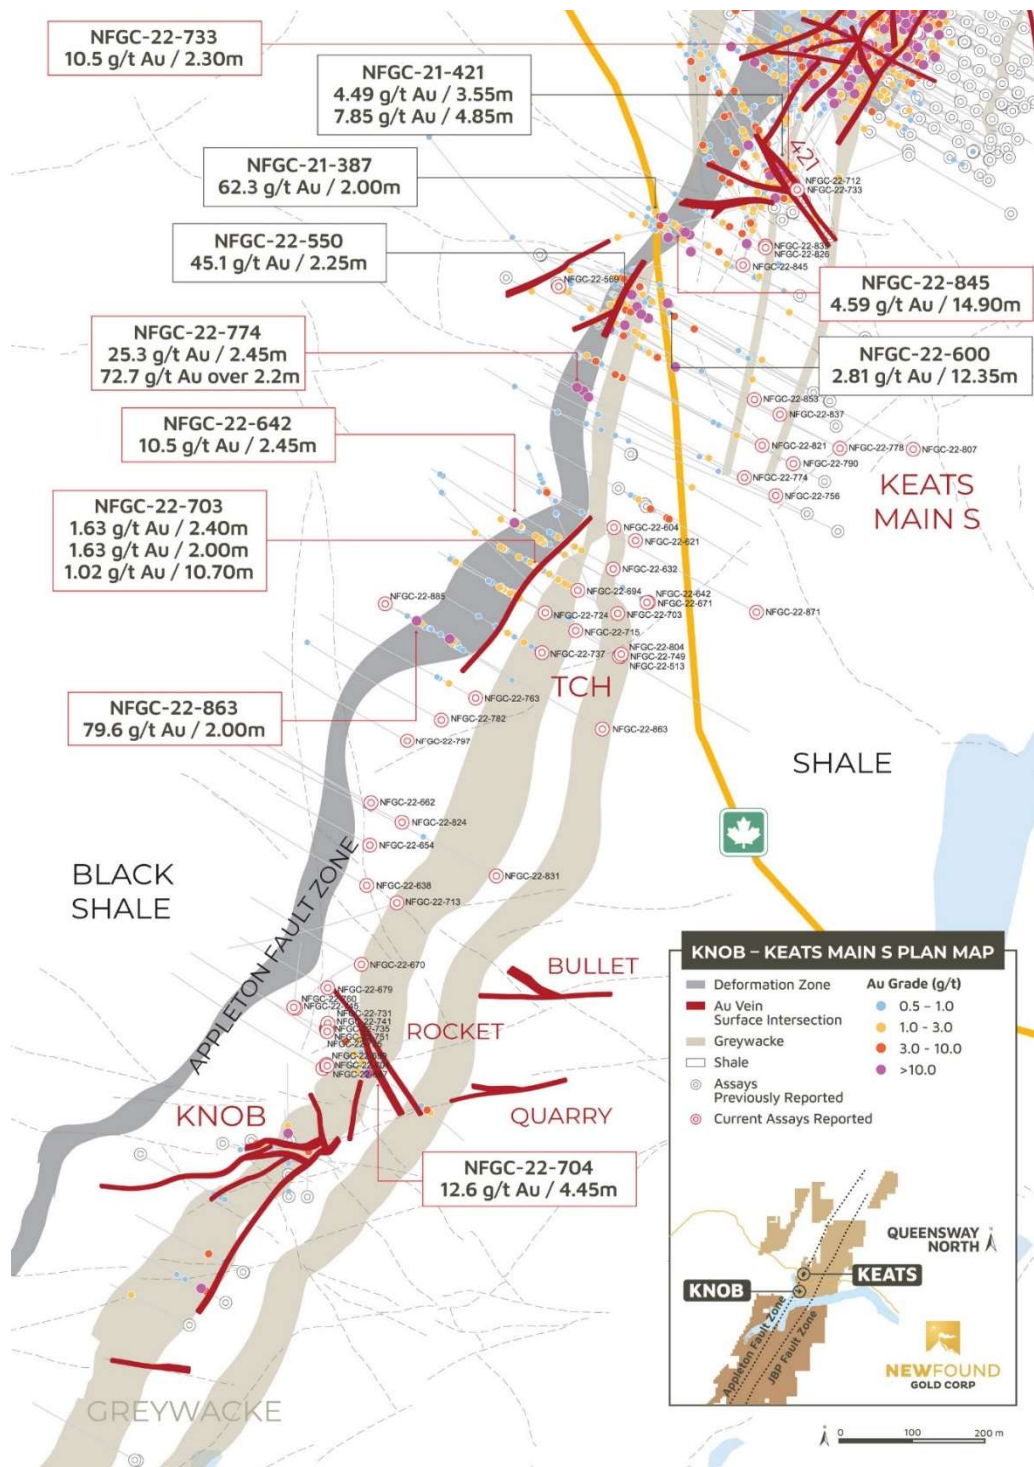 NFGC-22-733
10.5 g/t Au / 2.30m
NFGC-21-421
4.49 g/t Au / 3.55m
7.85 g/t Au / 4.85m
NFGC-21-387
62.3 g/t Au / 2.00m
421
NFGC-22-712
NFGC-22-733
NFGC-22-550
45.1 g/t Au / 2.25m
NFGC-22-826
NFGC-22-845
NFGC-22-569
NFGC-22-845
4.59 g/t Au / 14.90m
NFGC-22-774
25.3 g/t Au / 2.45m
72.7 g/t Au over 2.2m
NFGC-22-600
2.81 g/t Au / 12.35m
NFGC-22-853
NFGC-22-837
NFGC-22-642
10.5 g/t Au / 2.45m
NFGC-22-821
NFGC-22-778
NFGC-22-807
NFGC-22-790
NFGC-22-774
NFGC-22-756
KEATS
MAIN S
NFGC-22-703
1.63 g/t Au / 2.40m
1.63 g/t Au / 2.00m
1.02 g/t Au / 10.70m
NFGC-22-604
NFGC-22-621
NFGC-22-632
NFGC-22-694
NFGC-22-642
NFGC-22-671
NFGC-22-885
NFGC-22-724
NFGC-22-703
NFGC-22-871
NFGC-22-715
NFGC-22-737
NFGC-22-804
NFGC-22-749
NFGC-22-513
TCH
NFGC-22-863
79.6 g/t Au / 2.00m
NFGC-22-763
NFGC-22-782
NFGC-22-797
NFGC-22-863
SHALE
NFGC-22-662
NFGC-22-824
NFGC-22-654
BLACK
SHALE
APPLETON FAULT ZONE
NFGC-22-831
NFGC-22-638
NFGC-22-713
NFGC-22-670
BULLET
NFGC-22-679
NFGC-22-760
NFGC-22-731
NFGC-22-741
NFGC-22-735
ROCKET
KNOB
QUARRY
NFGC-22-704
12.6 g/t Au / 4.45m
GREYWACKE
KNOB – KEATS MAIN S PLAN MAP
Deformation Zone
Au Vein
Surface Intersection
Greywacke
Shale
Assays
Previously Reported
Current Assays Reported
Au Grade (g/t)
0.5 – 1.0
1.0 – 3.0
3.0 – 10.0
>10.0
QUEENSWAY
NORTH
KEATS
KNOB
Appleton Fault Zone
JBP Fault Zone
NEWFOUND
GOLD CORP
0 100 200 m